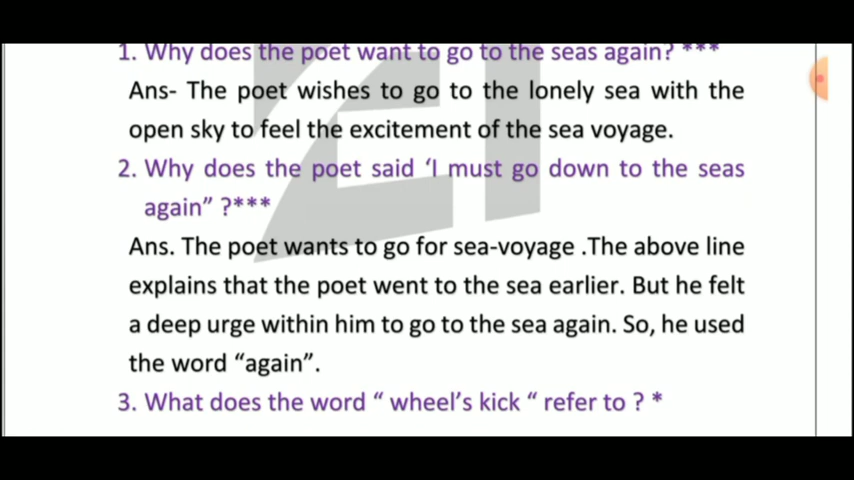 1. Why does the poet want to go to the seas again? ***
Ans- The poet wishes to go to the lonely sea with the
open sky to feel the excitement of the sea voyage.
2. Why does the poet said ‘I must go down to the seas
again” ?***
Ans. The poet wants to go for sea-voyage .The above line
explains that the poet went to the sea earlier. But he felt
a deep urge within him to go to the sea again. So, he used
the word “again”.
3. What does the word “ wheel’s kick “ refer to ? *